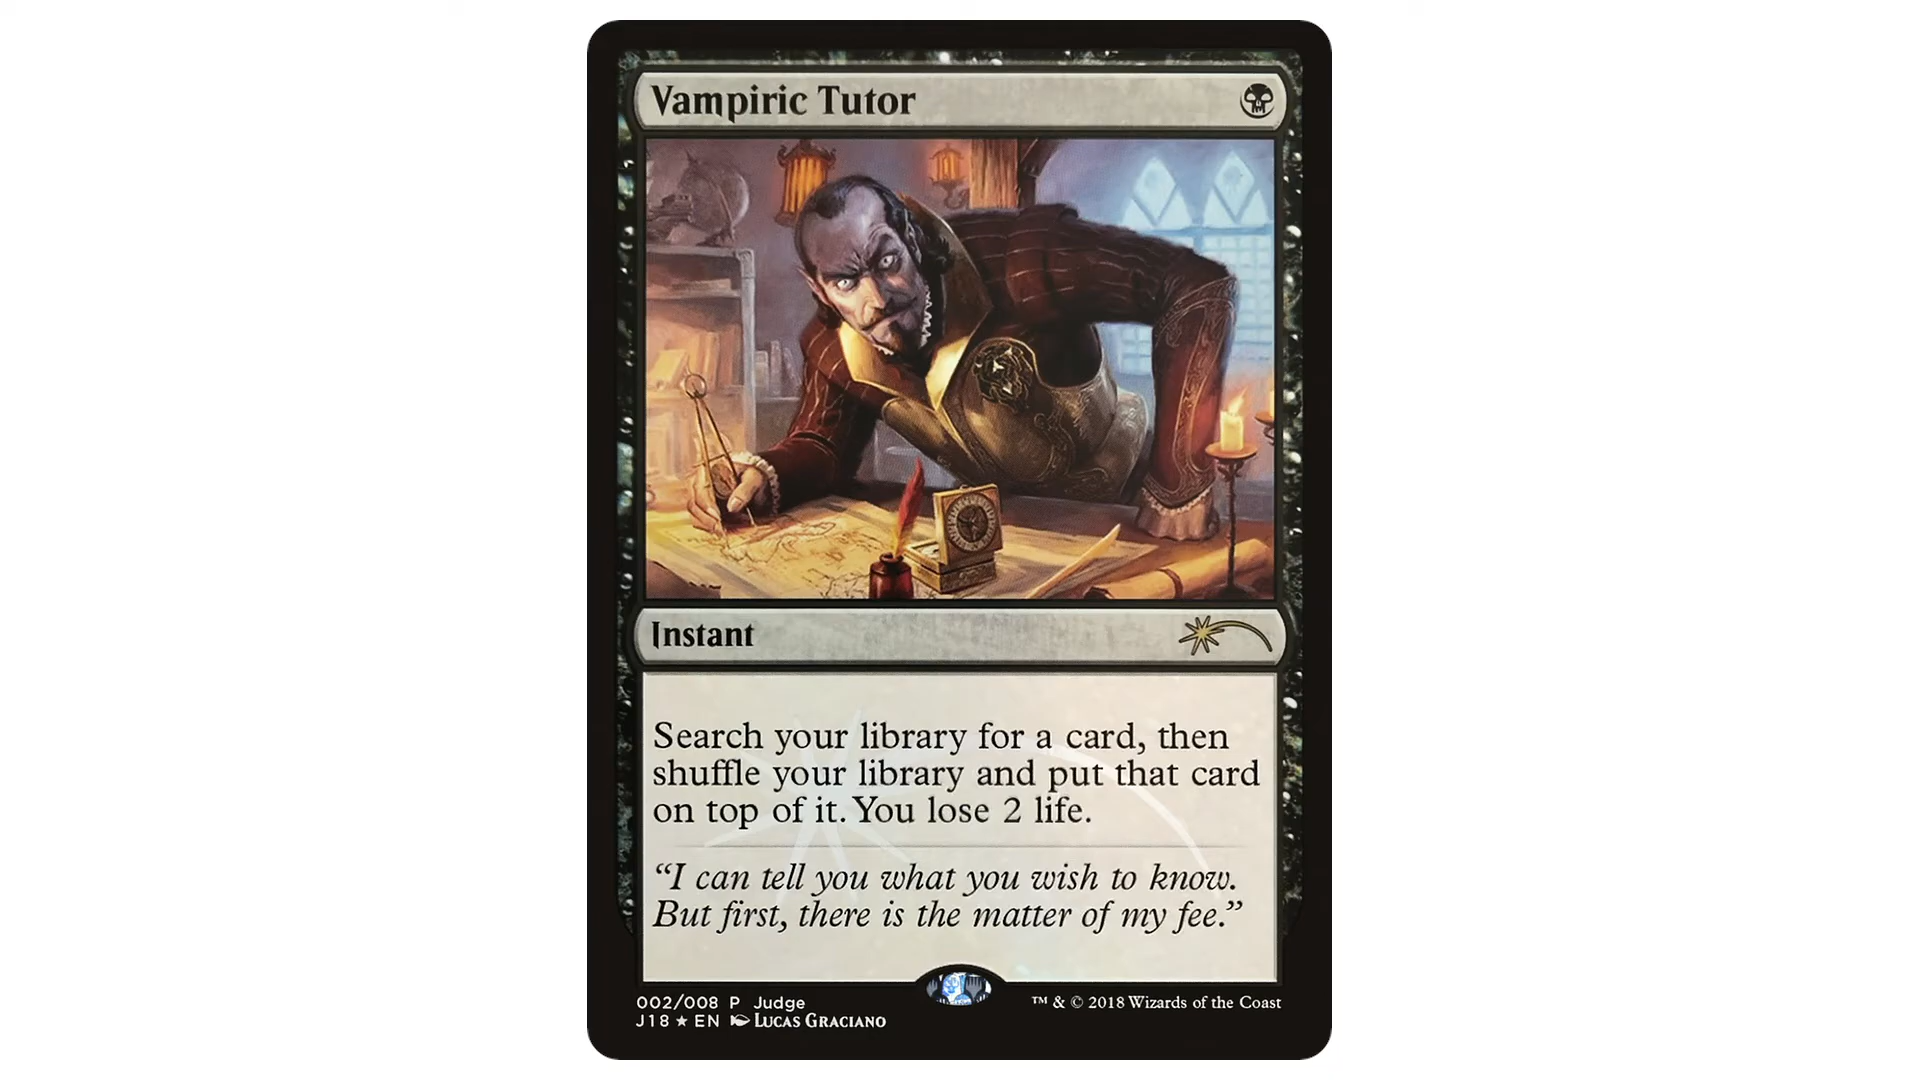 Vampiric Tutor
Instant
Search your library for a card, then
shuffle your library and put that card
on top of it. You lose 2 life.
“I can tell you what you wish to know.
But first, there is the matter of my fee.”
002/008 P Judge
J18 ★ EN Lucas Graciano
™ & © 2018 Wizards of the Coast